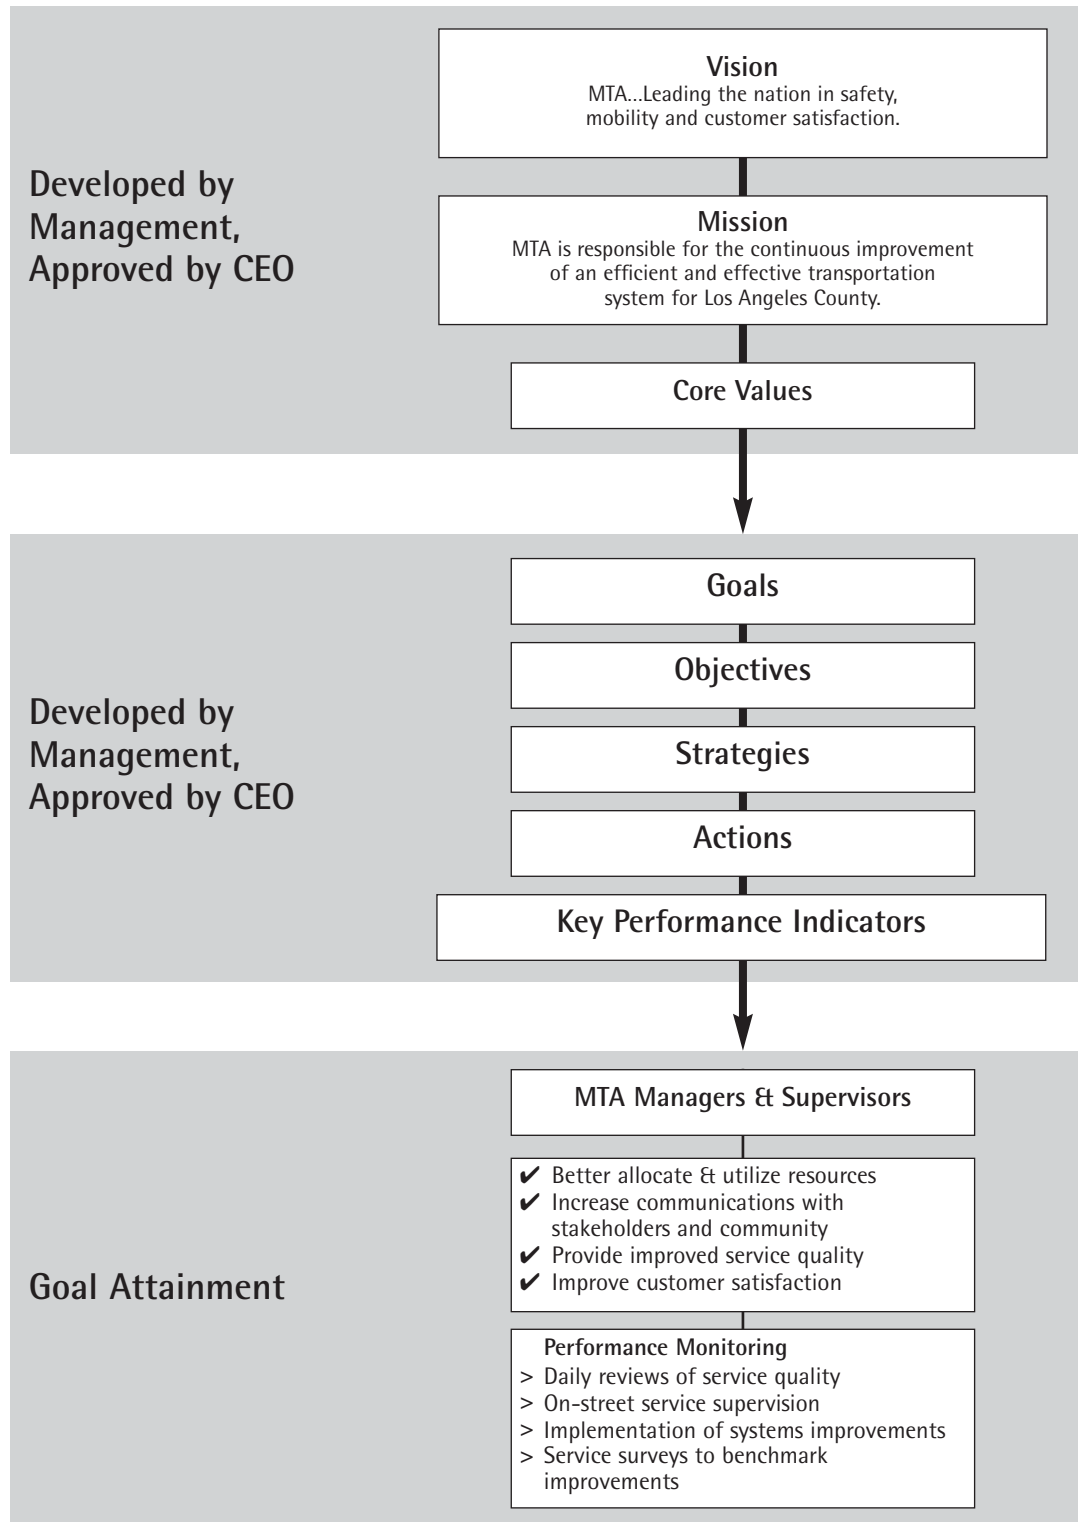 Developed by
Management,
Approved by CEO
Vision
MTA...Leading the nation in safety,
mobility and customer satisfaction.
Mission
MTA is responsible for the continuous improvement
of an efficient and effective transportation
system for Los Angeles County.
Core Values
Developed by
Management,
Approved by CEO
Goals
Objectives
Strategies
Actions
Key Performance Indicators
Goal Attainment
MTA Managers & Supervisors
✔ Better allocate & utilize resources
✔ Increase communications with
stakeholders and community
✔ Provide improved service quality
✔ Improve customer satisfaction
Performance Monitoring
> Daily reviews of service quality
> On-street service supervision
> Implementation of systems improvements
> Service surveys to benchmark
improvements